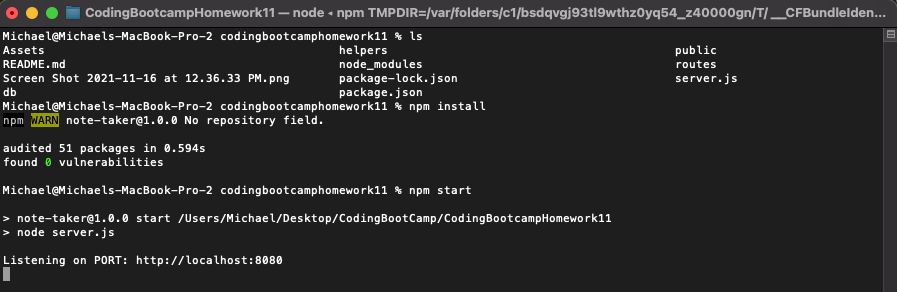 CodingBootcampHomework11 — node ◂ npm TMPDIR=/var/folders/c1/bsdqvgj93tl9wthz0yq54_z40000gn/T/ __CFBundleIden...
Michael@Michaels-MacBook-Pro-2 codingbootcamphomework11 % ls
Assets helpers public
README.md node_modules routes
Screen Shot 2021-11-16 at 12.36.33 PM.png package-lock.json server.js
db package.json
Michael@Michaels-MacBook-Pro-2 codingbootcamphomework11 % npm install
npm WARN note-taker@1.0.0 No repository field.
audited 51 packages in 0.594s
found 0 vulnerabilities
Michael@Michaels-MacBook-Pro-2 codingbootcamphomework11 % npm start
> note-taker@1.0.0 start /Users/Michael/Desktop/CodingBootCamp/CodingBootcampHomework11
> node server.js
Listening on PORT: http://localhost:8080